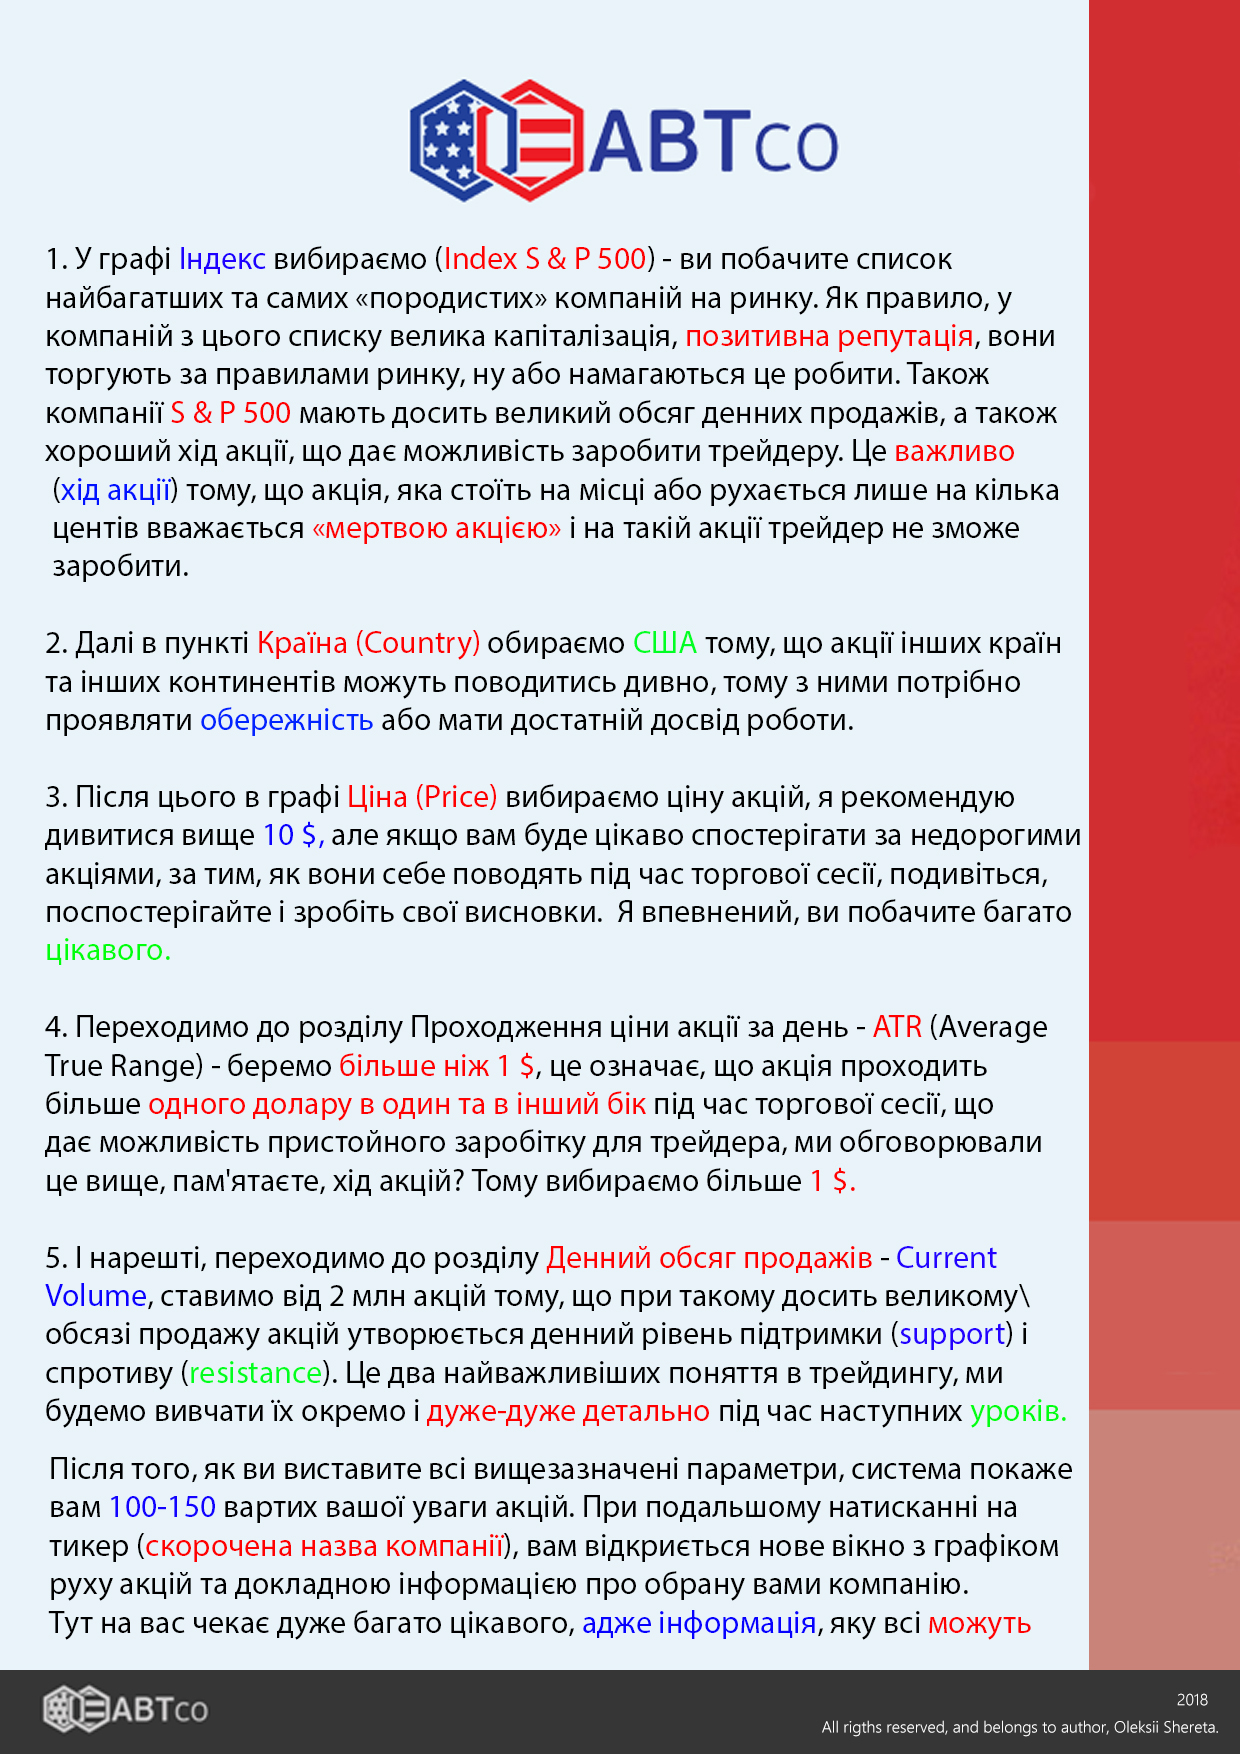 ABTCO
1. У графі Індекс вибираємо (Index S & P 500) - ви побачите список
найбагатших та самих «породистих» компаній на ринку. Як правило, у
компаній з цього списку велика капіталізація, позитивна репутація, вони
торгують за правилами ринку, ну або намагаються це робити. Також
компанії S & P 500 мають досить великий обсяг денних продажів, а також
хороший хід акції, що дає можливість заробити трейдеру. Це важливо
(хід акції) тому, що акція, яка стоїть на місці або рухається лише на кілька
центів вважається «мертвою акцією» і на такій акції трейдер не зможе
заробити.
2. Далі в пункті Країна (Country) обираємо США тому, що акції інших країн
та інших континентів можуть поводитись дивно, тому з ними потрібно
проявляти обережність або мати достатній досвід роботи.
3. Після цього в графі Ціна (Price) вибираємо ціну акцій, я рекомендую
дивитися вище 10 $, але якщо вам буде цікаво спостерігати за недорогими
акціями, за тим, як вони себе поводять під час торгової сесії, подивіться,
поспостерігайте і зробіть свої висновки.  Я впевнений, ви побачите багато
цікавого.
4. Переходимо до розділу Проходження ціни акції за день - ATR (Average
True Range) - беремо більше ніж 1 $, це означає, що акція проходить
більше одного долару в один та в інший бік під час торгової сесії, що
дає можливість пристойного заробітку для трейдера, ми обговорювали
це вище, пам'ятаєте, хід акцій? Тому вибираємо більше 1 $.
5. І нарешті, переходимо до розділу Денний обсяг продажів - Current
Volume, ставимо від 2 млн акцій тому, що при такому досить великому\
обсязі продажу акцій утворюється денний рівень підтримки (support) і
спротиву (resistance). Це два найважливіших поняття в трейдингу, ми
будемо вивчати їх окремо і дуже-дуже детально під час наступних уроків.
Після того, як ви виставите всі вищезазначені параметри, система покаже
вам 100-150 вартих вашої уваги акцій. При подальшому натисканні на
тикер (скорочена назва компанії), вам відкриється нове вікно з графіком
руху акцій та докладною інформацією про обрану вами компанію.
Тут на вас чекає дуже багато цікавого, адже інформація, яку всі можуть
ABTCO
2018
All rigths reserved, and belongs to author, Oleksii Shereta.